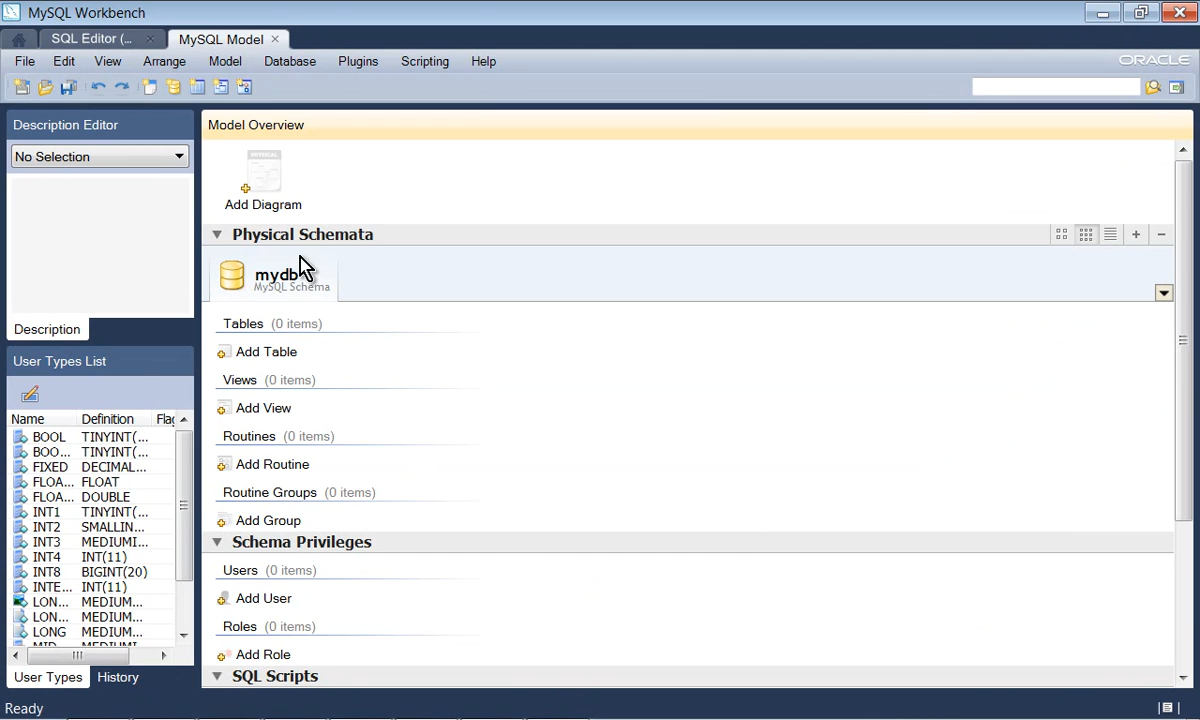 MySQL Workbench
SQL Editor (...
MySQL Model
File Edit View Arrange Model Database Plugins Scripting Help
ORACLE
Description Editor
No Selection
Description
User Types List
Name Definition Flag
BOOL TINYINT(...
BOO... TINYINT(...
FIXED DECIMAL...
FLOA... FLOAT
FLOA... DOUBLE
INT1 TINYINT(...
INT2 SMALLIN...
INT3 MEDIUMI...
INT4 INT(11)
INT8 BIGINT(20)
INTE... INT(11)
LON... MEDIUM...
LON... MEDIUM...
LONG MEDIUM...
User Types History
Model Overview
PHYSICAL
Add Diagram
Physical Schemata
mydb
MySQL Schema
Tables (0 items)
Add Table
Views (0 items)
Add View
Routines (0 items)
Add Routine
Routine Groups (0 items)
Add Group
Schema Privileges
Users (0 items)
Add User
Roles (0 items)
Add Role
SQL Scripts
Ready